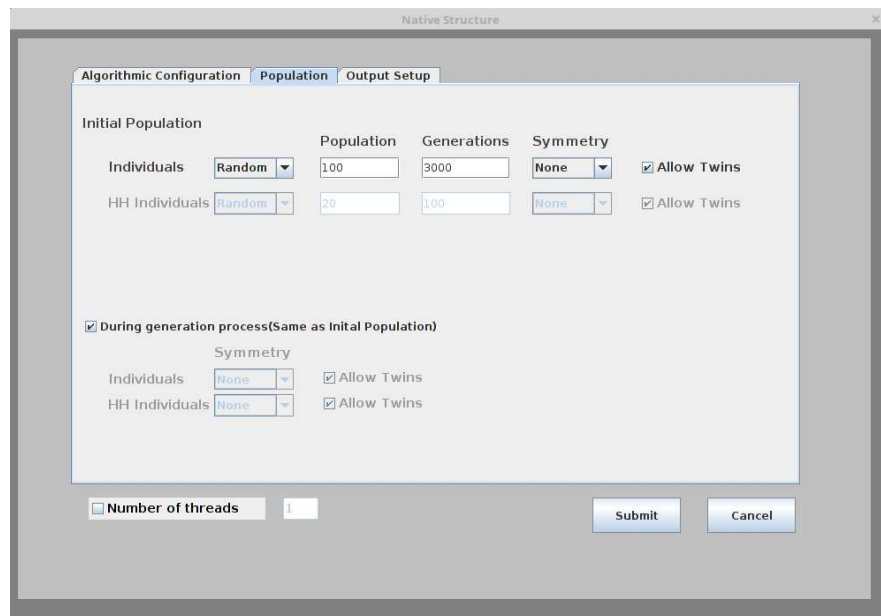 Native Structure
Algorithmic Configuration Population Output Setup
Initial Population
Population Generations Symmetry
Individuals Random 100 3000 None Allow Twins
HH Individuals Random 20 100 None Allow Twins
During generation process(Same as Inital Population)
Symmetry
Individuals None Allow Twins
HH Individuals None Allow Twins
Number of threads 1 Submit Cancel